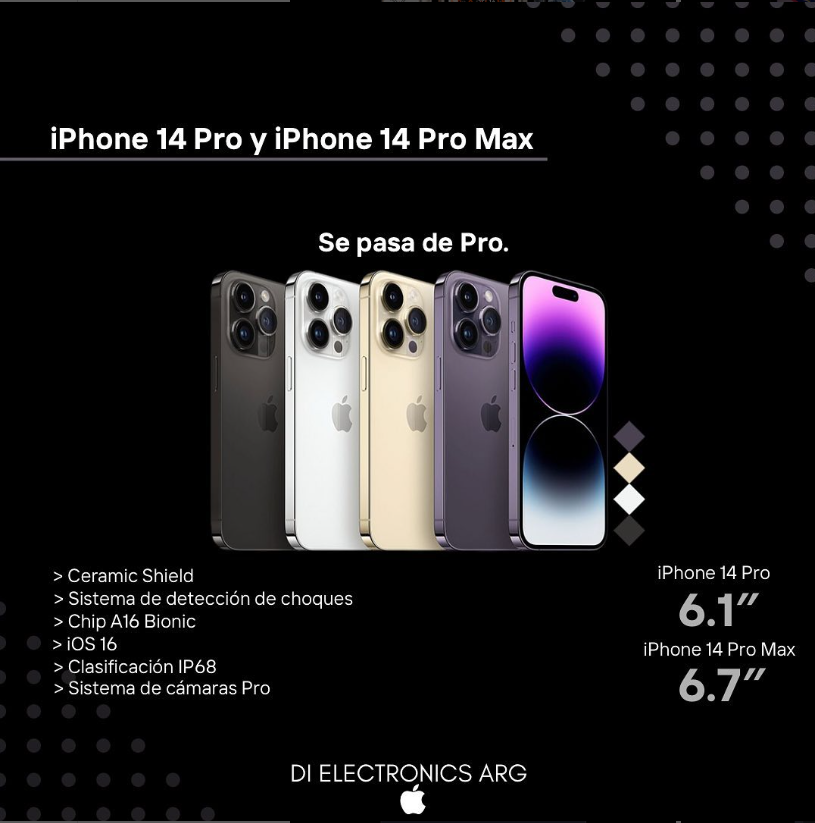 iPhone 14 Pro y iPhone 14 Pro Max
Se pasa de Pro.
> Ceramic Shield
> Sistema de detección de choques
> Chip A16 Bionic
> iOS 16
> Clasificación IP68
> Sistema de cámaras Pro
iPhone 14 Pro
6.1″
iPhone 14 Pro Max
6.7″
DI ELECTRONICS ARG